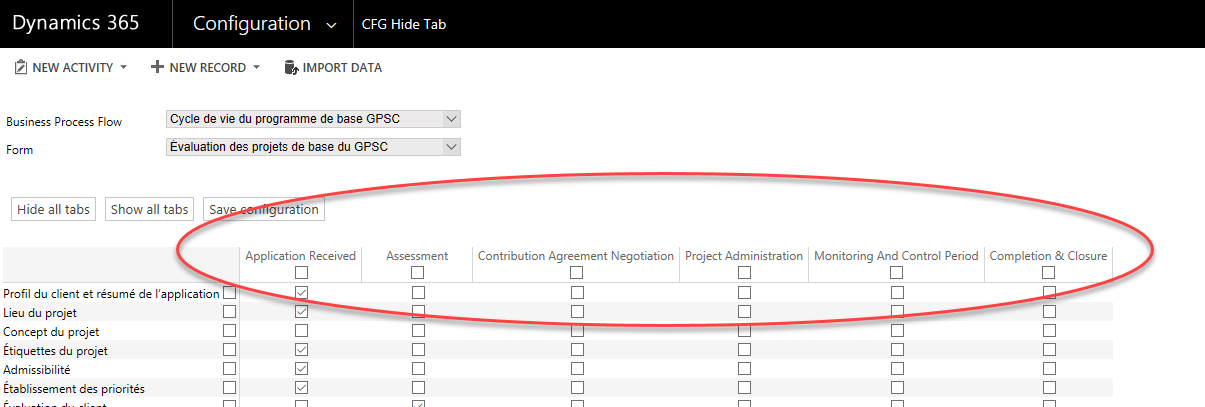 Dynamics 365 Configuration CFG Hide Tab
NEW ACTIVITY NEW RECORD IMPORT DATA
Business Process Flow Cycle de vie du programme de base GPSC
Form Évaluation des projets de base du GPSC
Hide all tabs Show all tabs Save configuration
Application Received Assessment Contribution Agreement Negotiation Project Administration Monitoring And Control Period Completion & Closure
Profil du client et résumé de l'application
Lieu du projet
Concept du projet
Étiquettes du projet
Admissibilité
Établissement des priorités
Évaluation du client